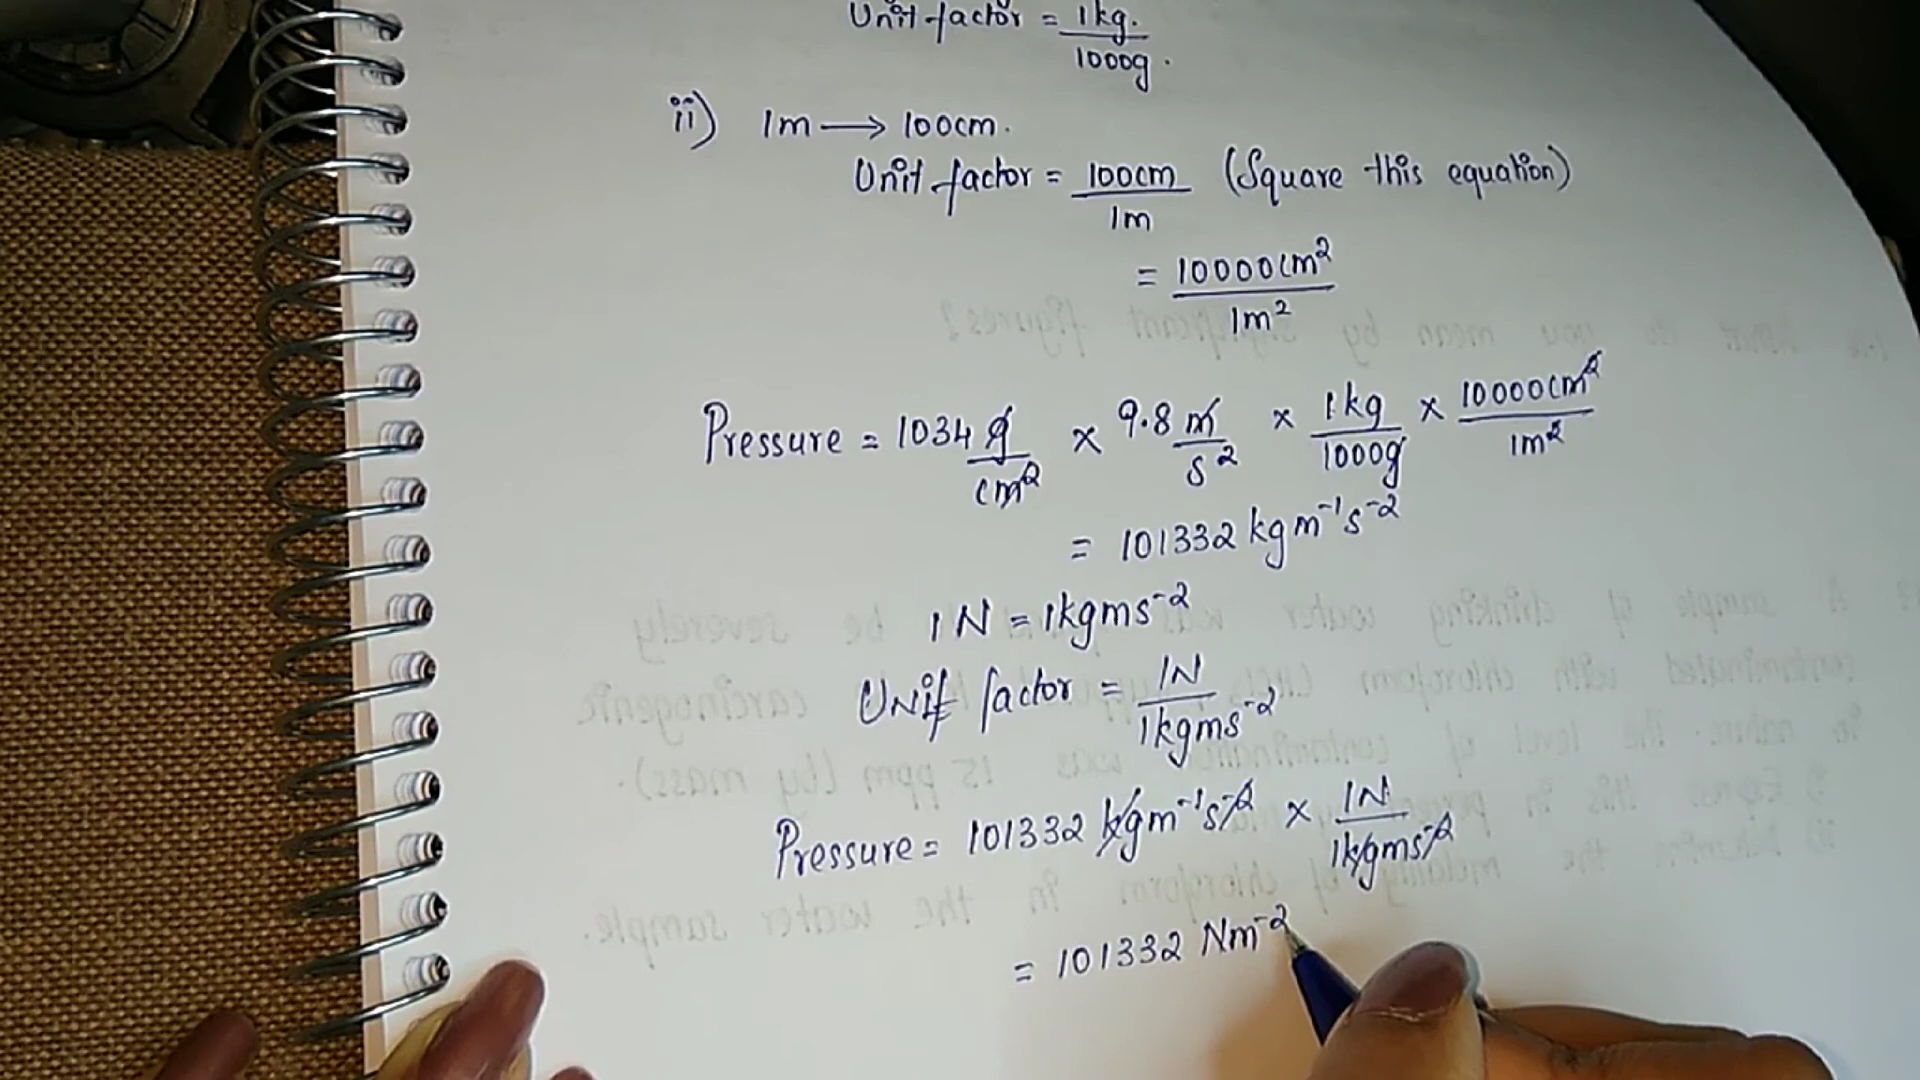 Unit factor = 1kg. / 1000g.
ii) 1m → 100cm.
Unit factor = 100cm / 1m (Square this equation)
= 10000cm² / 1m²
Pressure = 1034 g / cm² × 9.8 m / s² × 1kg / 1000g × 10000cm² / 1m²
= 101332 kgm⁻¹s⁻²
1N = 1kgms⁻²
Unit factor = 1N / 1kgms⁻²
Pressure = 101332 kgm⁻¹s⁻² × 1N / 1kgms⁻²
= 101332 Nm⁻²